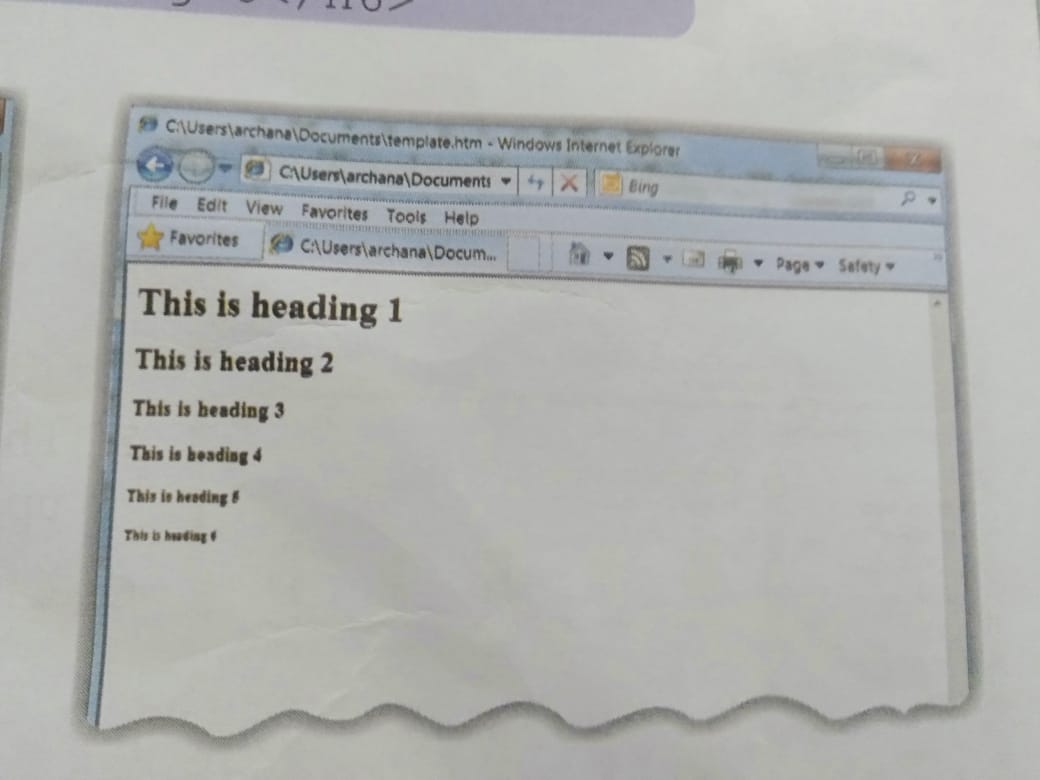 </h6>
C:\Users\archana\Documents\template.htm - Windows Internet Explorer
C:\Users\archana\Documents
Bing
File Edit View Favorites Tools Help
Favorites
C:\Users\archana\Docum...
Page Safety
This is heading 1
This is heading 2
This is heading 3
This is heading 4
This is heading 5
This is heading 6